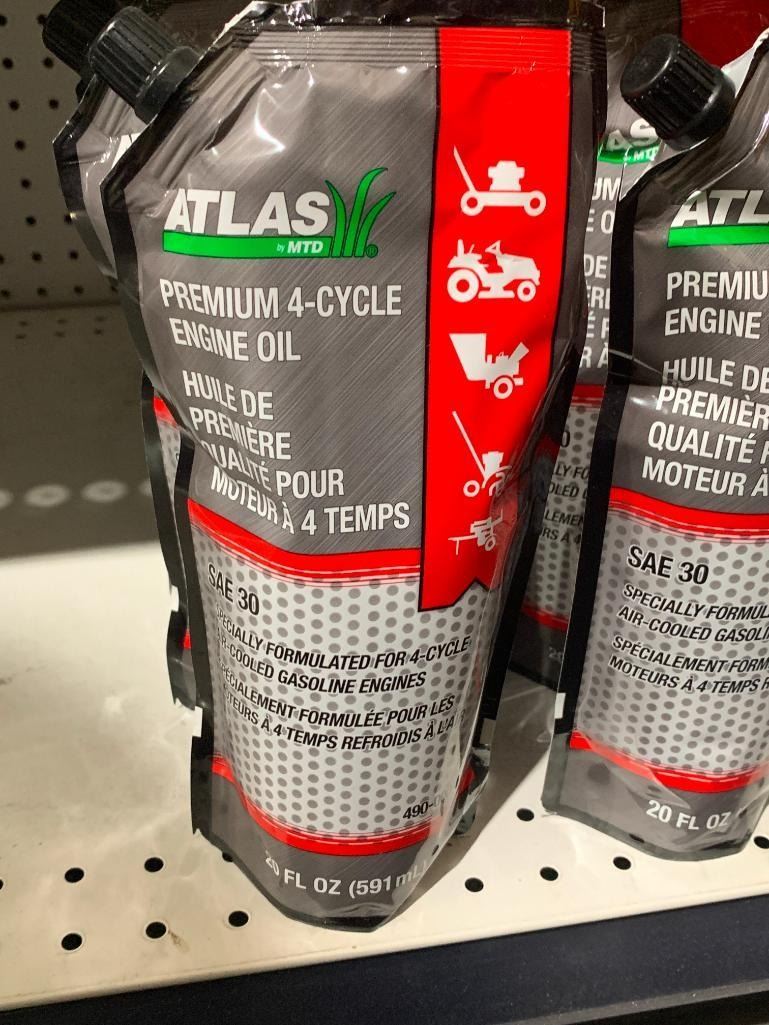 ATLAS
by MTD
®
PREMIUM 4-CYCLE
ENGINE OIL
HUILE DE
PREMIÈRE
QUALITÉ POUR
MOTEUR À 4 TEMPS
SAE 30
SPECIALLY FORMULATED FOR 4-CYCLE
AIR-COOLED GASOLINE ENGINES
SPÉCIALEMENT FORMULÉE POUR LES
À 4 TEMPS REFROIDIS À
490-
20 FL OZ (591 mL
ATL
PREMIU
ENGINE
HUILE DE
PREMIÈR
QUALITÉ P
MOTEUR À
SAE 30
SPECIALLY FORMUL
AIR-COOLED GASOLIN
SPÉCIALEMENT FORM
MOTEURS À 4 TEMPS R
20 FL OZ